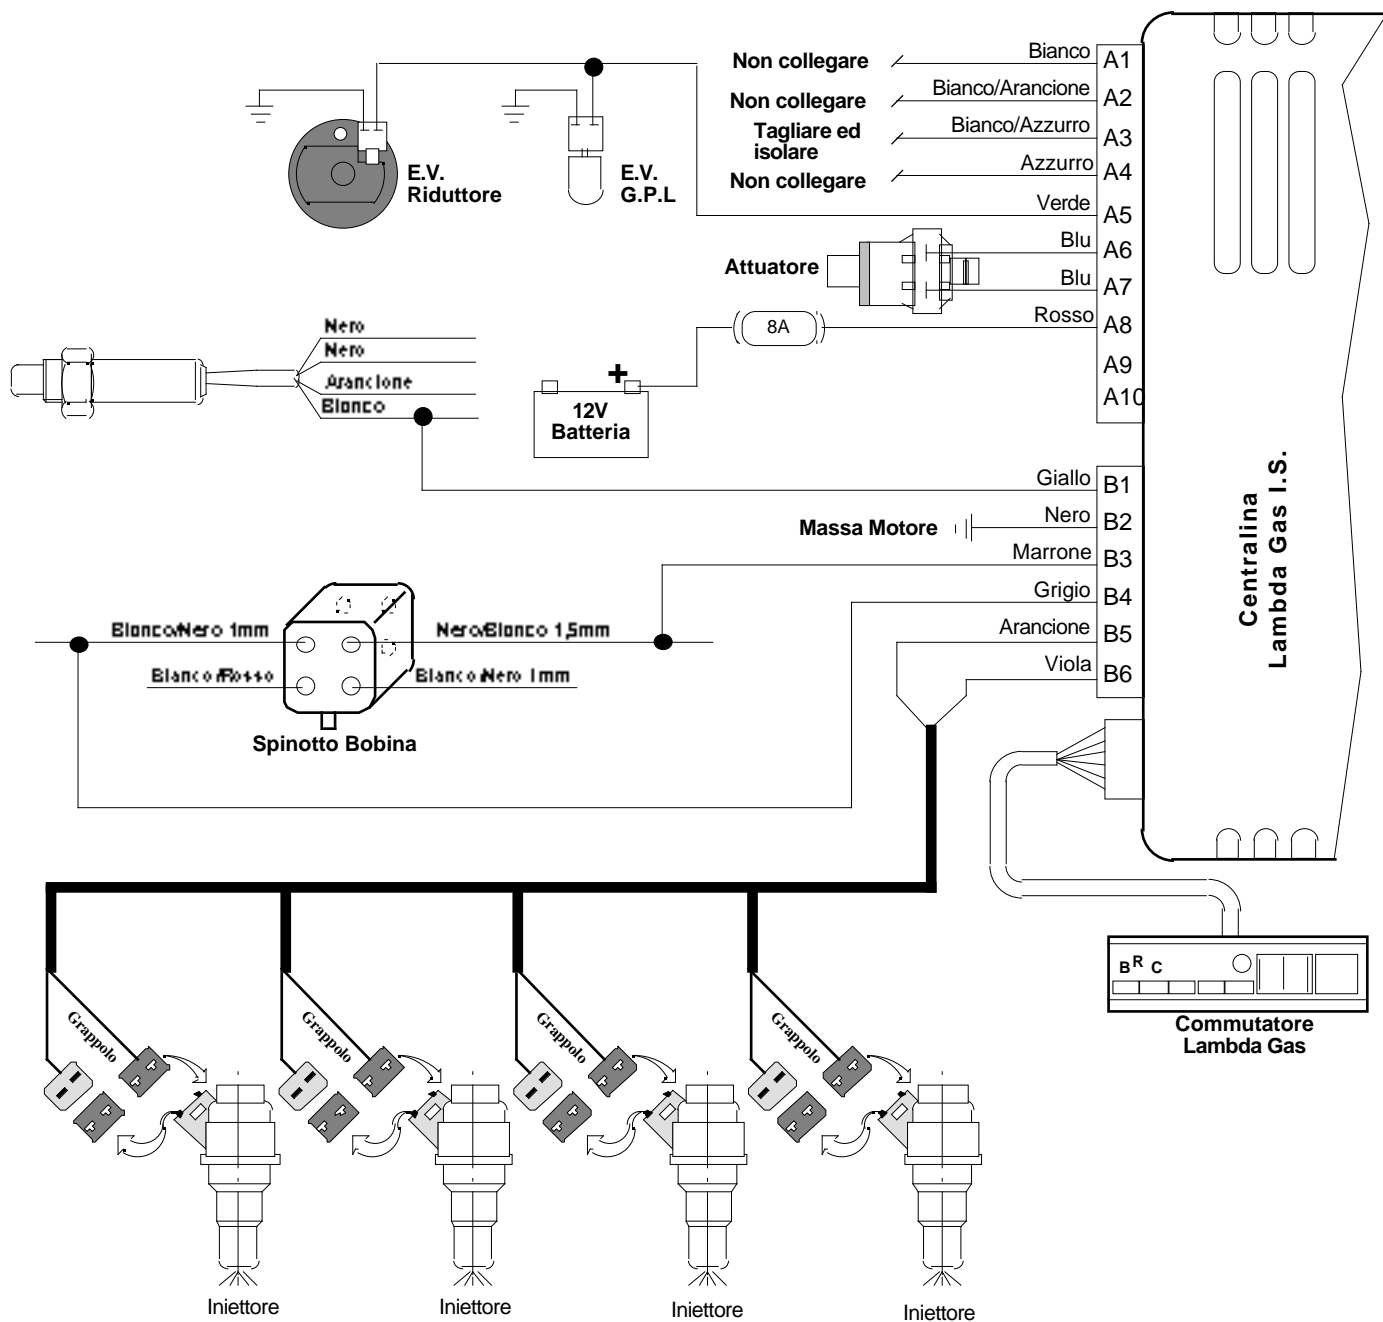 Non collegare
Bianco
A1
Non collegare
Bianco/Arancione
A2
Tagliare ed
isolare
Bianco/Azzurro
A3
Non collegare
Azzurro
A4
E.V.
Riduttore
E.V.
G.P.L
Verde
A5
Blu
A6
Attuatore
Blu
A7
8A
Rosso
A8
A9
A10
Nero
Nero
Arancione
Bianco
+
12V
Batteria
Giallo
B1
Massa Motore
Nero
B2
Marrone
B3
Grigio
B4
Arancione
B5
Viola
B6
Centralina
Lambda Gas I.S.
Bianco/Nero 1mm
Nero/Bianco 1,5mm
Bianco/Rosso
Bianco/Nero 1mm
Spinotto Bobina
B R C
Commutatore
Lambda Gas
Grappolo
Grappolo
Grappolo
Grappolo
Iniettore
Iniettore
Iniettore
Iniettore